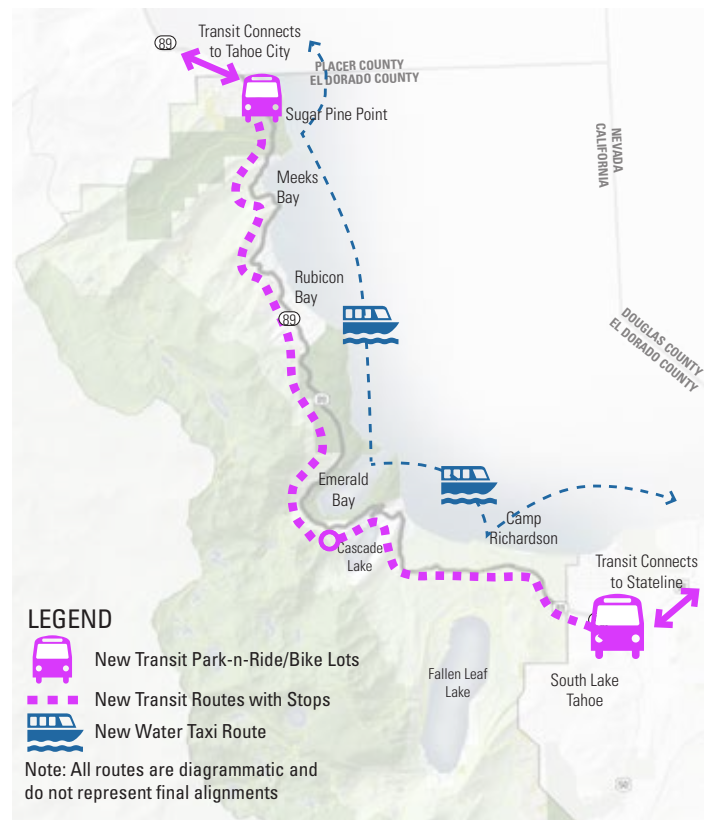 89
Transit Connects
to Tahoe City
PLACER COUNTY
EL DORADO COUNTY
Sugar Pine Point
NEVADA
CALIFORNIA
Meeks
Bay
Rubicon
Bay
89
DOUGLAS COUNTY
EL DORADO COUNTY
89
Emerald
Bay
Camp
Richardson
Cascade
Lake
Transit Connects
to Stateline
LEGEND
New Transit Park-n-Ride/Bike Lots
New Transit Routes with Stops
New Water Taxi Route
Note: All routes are diagrammatic and
do not represent final alignments
Fallen Leaf
Lake
South Lake
Tahoe
50